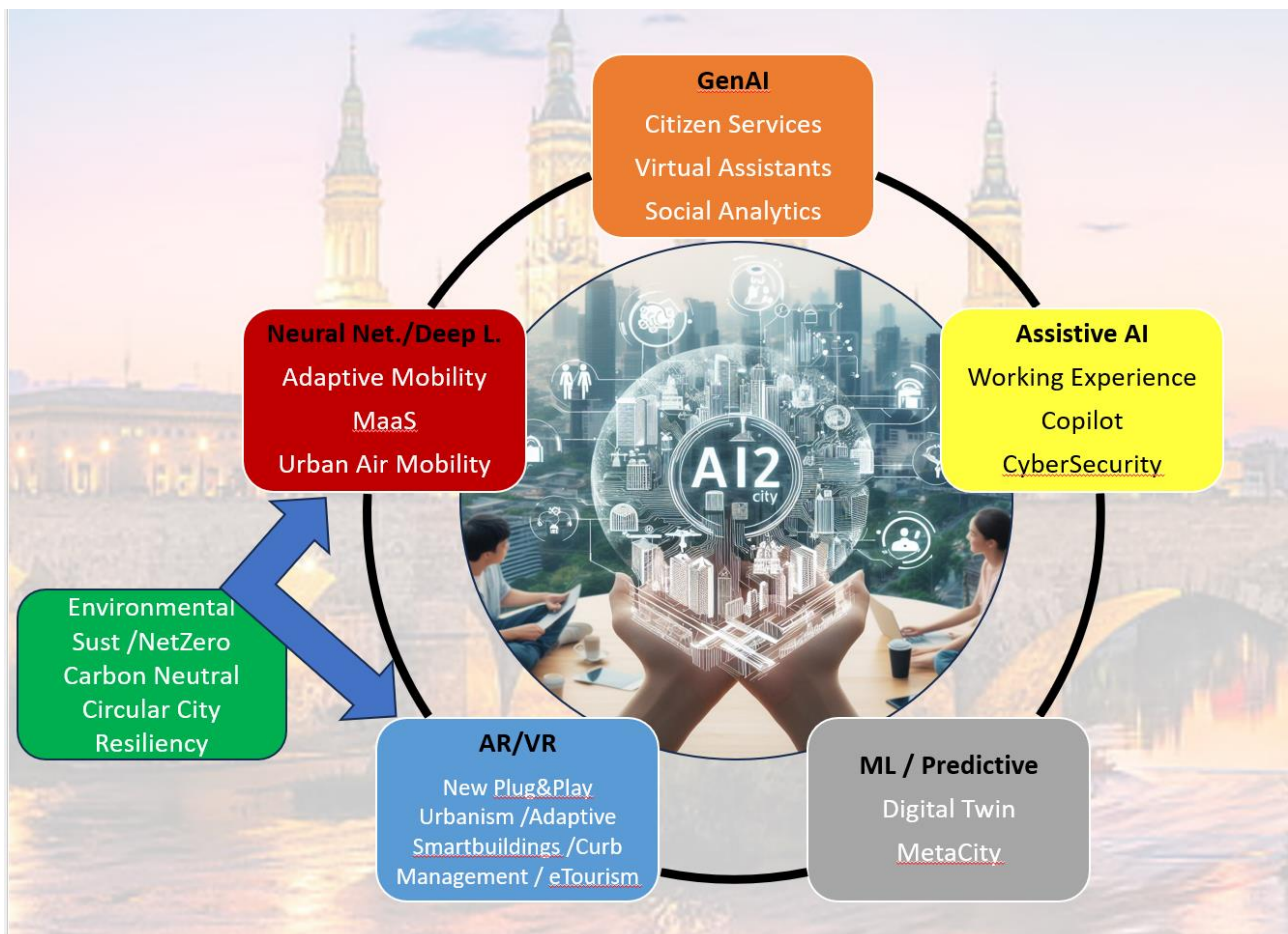 GenAI
Citizen Services
Virtual Assistants
Social Analytics
Neural Net./Deep L.
Adaptive Mobility
MaaS
Urban Air Mobility
Assistive AI
Working Experience
Copilot
CyberSecurity
AI2
city
Environmental
Sust /NetZero
Carbon Neutral
Circular City
Resiliency
AR/VR
New Plug&Play
Urbanism /Adaptive
Smartbuildings /Curb
Management / eTourism
ML / Predictive
Digital Twin
MetaCity